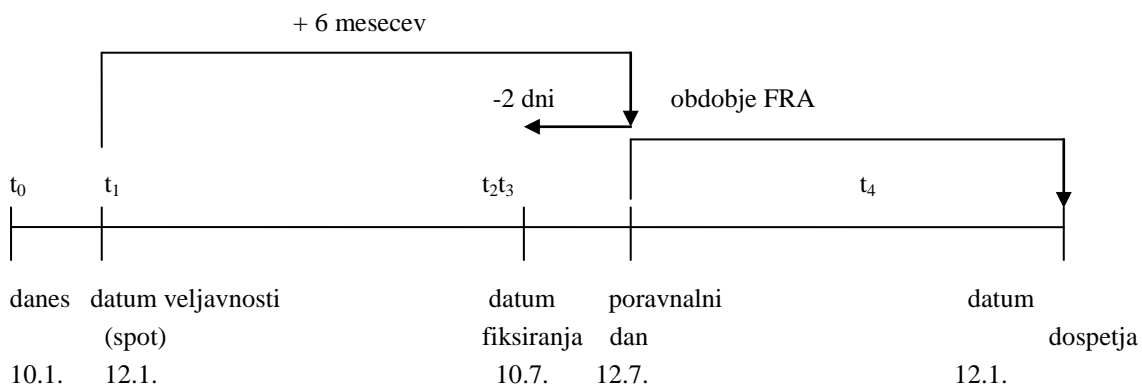 + 6 mesecev
-2 dni obdobje FRA
t0 t1 t2t3 t4
danes datum veljavnosti datum poravnalni datum
(spot) fiksiranja dan dospetja
10.1. 12.1. 10.7. 12.7. 12.1.